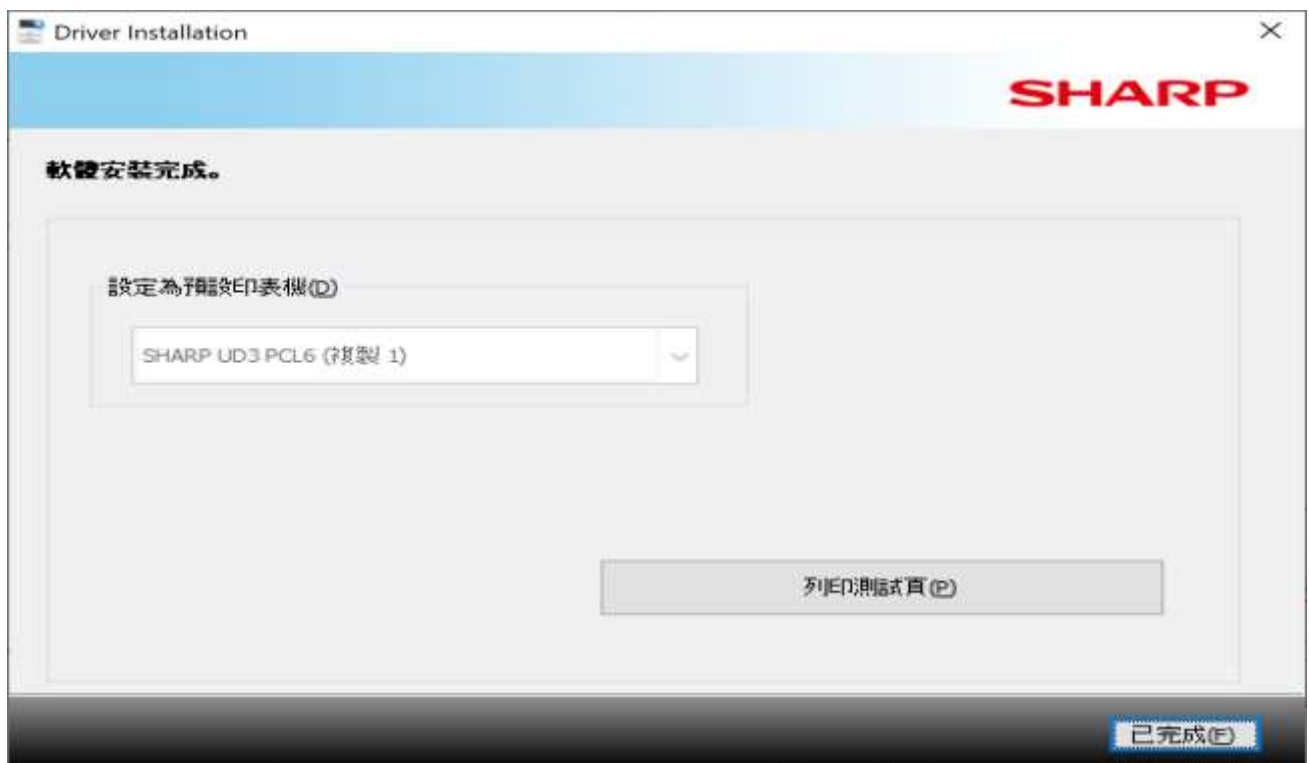 Driver Installation
SHARP
軟體安裝完成。
設定為預設印表機(D)
SHARP UD3 PCL6 (複製 1)
列印測試頁(P)
已完成(F)